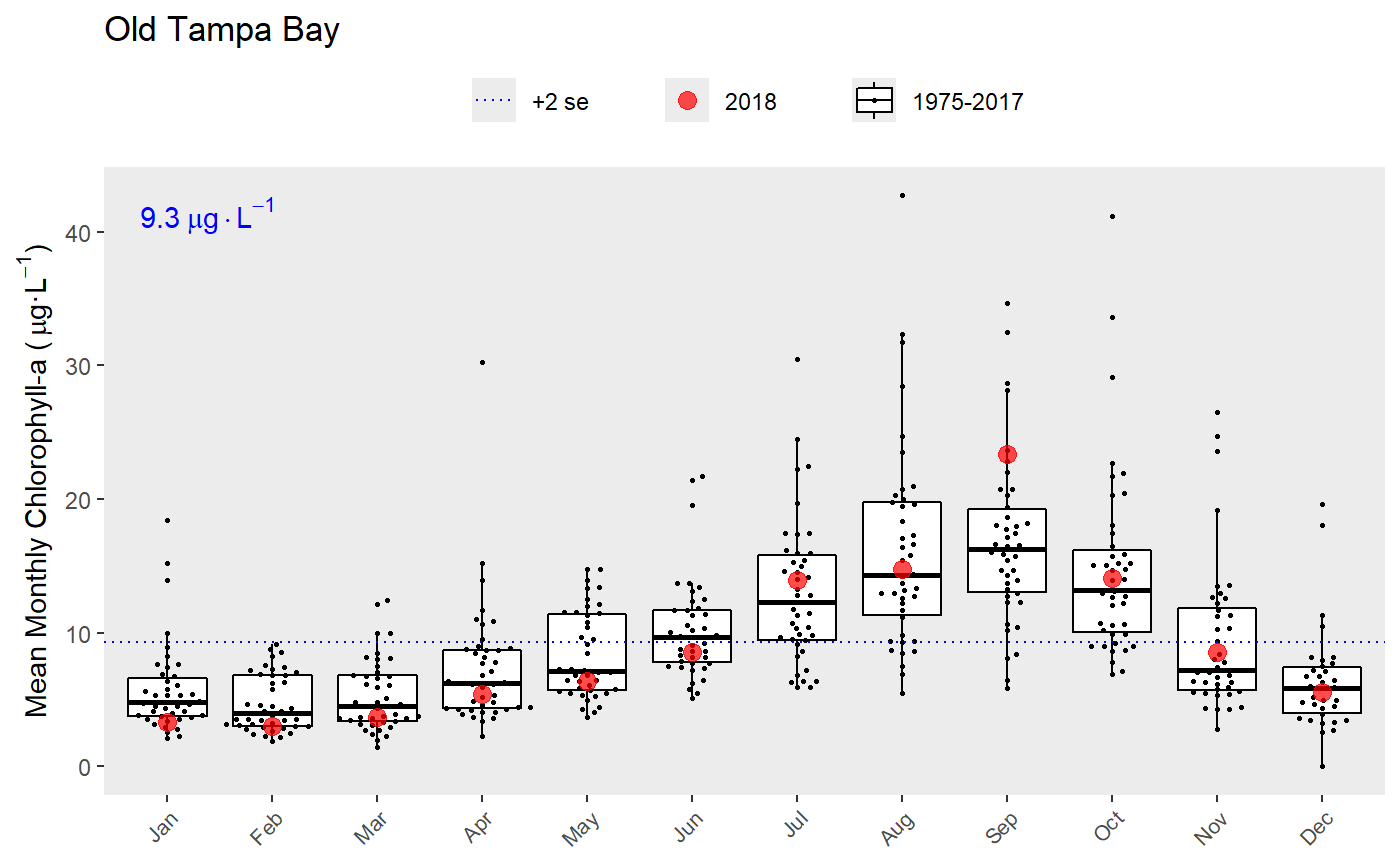 Old Tampa Bay
+2 se
2018
1975-2017
9.3 μg·L⁻¹
Mean Monthly Chlorophyll-a ( μg·L⁻¹)
40
30
20
10
0
Jan Feb Mar Apr May Jun Jul Aug Sep Oct Nov Dec